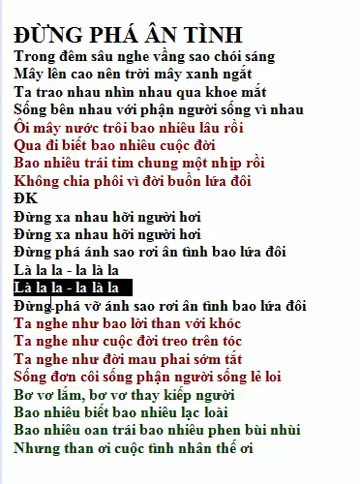 ĐỪNG PHÁ ÂN TÌNH
Trong đêm sâu nghe vẳng sao chói sáng
Mây lên cao nên trời mây xanh ngắt
Ta trao nhau nhìn nhau qua khoe mắt
Sống bên nhau với phận người sống vì nhau
Ôi mây nước trôi bao nhiêu lâu rồi
Qua đi biết bao nhiêu cuộc đời
Bao nhiêu trái tim chung một nhịp rồi
Không chia phôi vì đời buồn lứa đôi
ĐK
Đừng xa nhau hỡi người hơi
Đừng xa nhau hỡi người hơi
Đừng phá ánh sao rơi ân tình bao lứa đôi
Là la la - la là la
Là la la - la là la
Đừng phá vỡ ánh sao rơi ân tình bao lứa đôi
Ta nghe như bao lời than với khóc
Ta nghe như cuộc đời treo trên tóc
Ta nghe như đời mau phai sớm tắt
Sống đơn côi sống phận người sống lẻ loi
Bơ vơ lắm, bơ vơ thay kiếp người
Bao nhiêu biết bao nhiêu lạc loài
Bao nhiêu oan trái bao nhiêu phen bùi nhùi
Nhưng than ơi cuộc tình nhân thế ơi